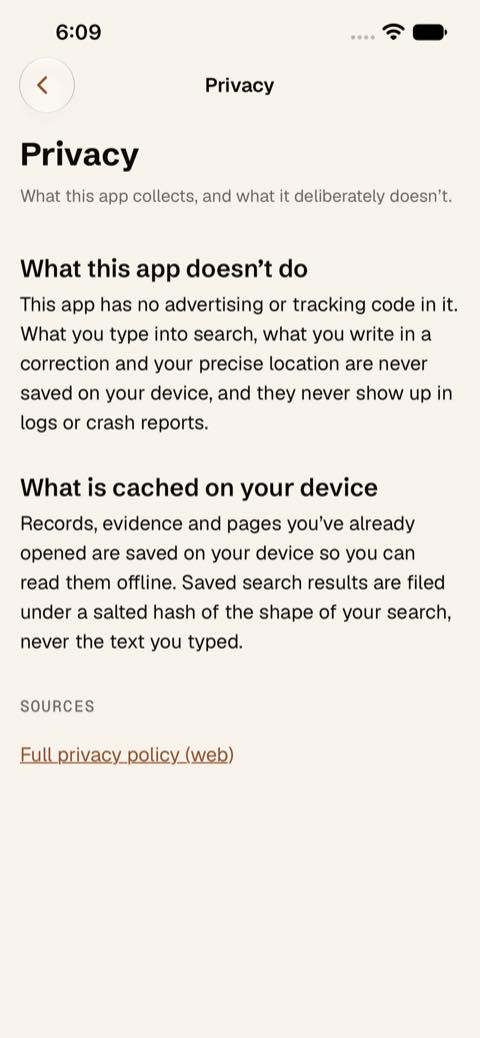 6:09
Privacy
Privacy
What this app collects, and what it deliberately doesn’t.
What this app doesn’t do
This app has no advertising or tracking code in it.
What you type into search, what you write in a
correction and your precise location are never
saved on your device, and they never show up in
logs or crash reports.
What is cached on your device
Records, evidence and pages you’ve already
opened are saved on your device so you can
read them offline. Saved search results are filed
under a salted hash of the shape of your search,
never the text you typed.
SOURCES
Full privacy policy (web)